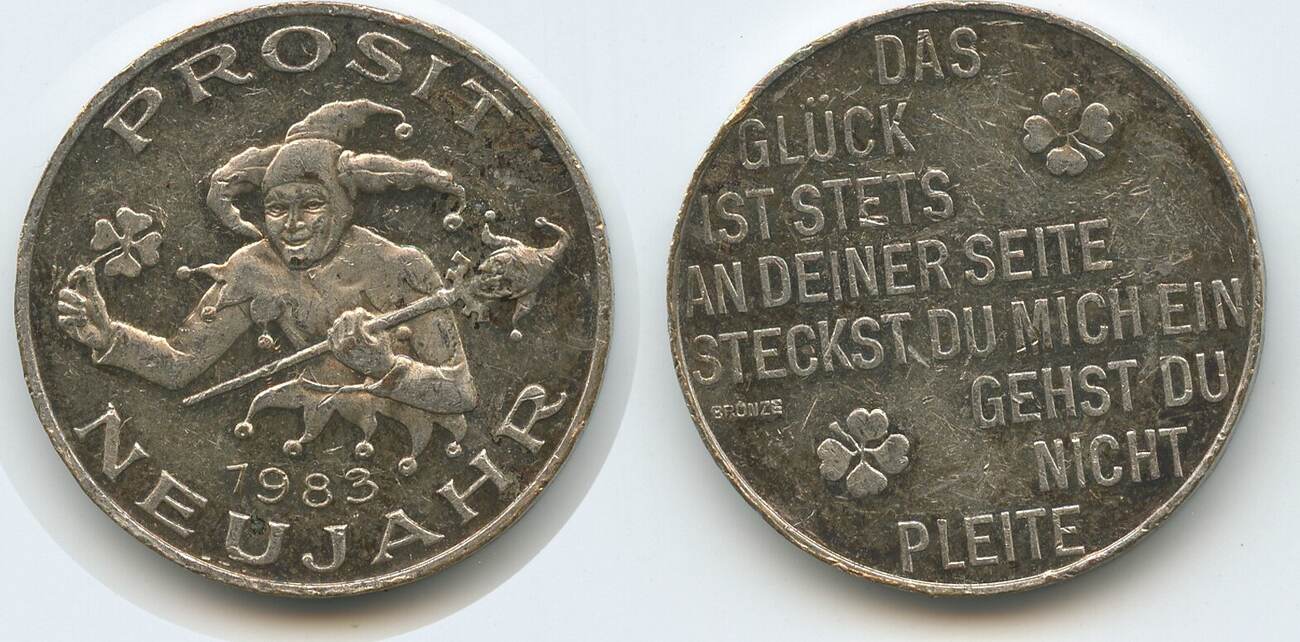 PROSIT
NEUJAHR
1983
DAS
GLÜCK
IST STETS
AN DEINER SEITE
STECKST DU MICH EIN
GEHST DU
BRONZE
NICHT
PLEITE